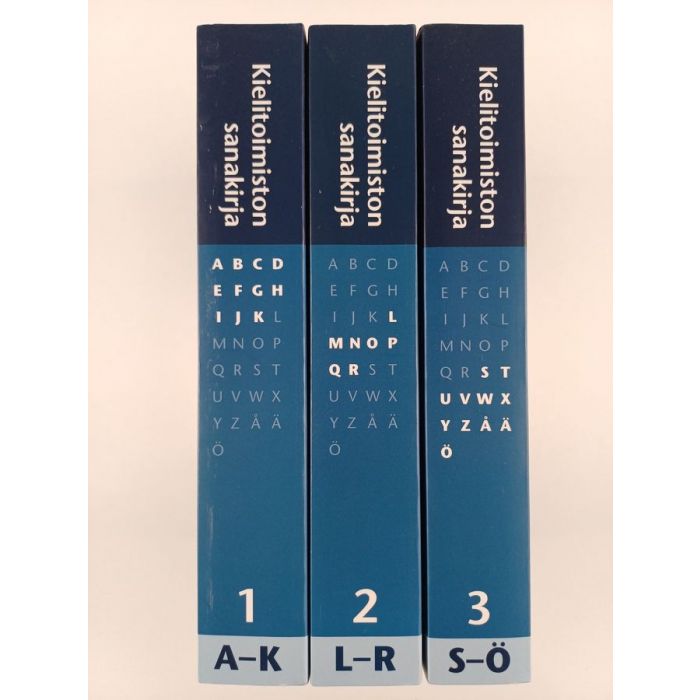 Kielitoimiston
sanakirja
A B C D
E F G H
I J K L
M N O P
Q R S T
U V W X
Y Z Å Ä
Ö
1
A–K
Kielitoimiston
sanakirja
A B C D
E F G H
I J K L
M N O P
Q R S T
U V W X
Y Z Å Ä
Ö
2
L–R
Kielitoimiston
sanakirja
A B C D
E F G H
I J K L
M N O P
Q R S T
U V W X
Y Z Å Ä
Ö
3
S–Ö